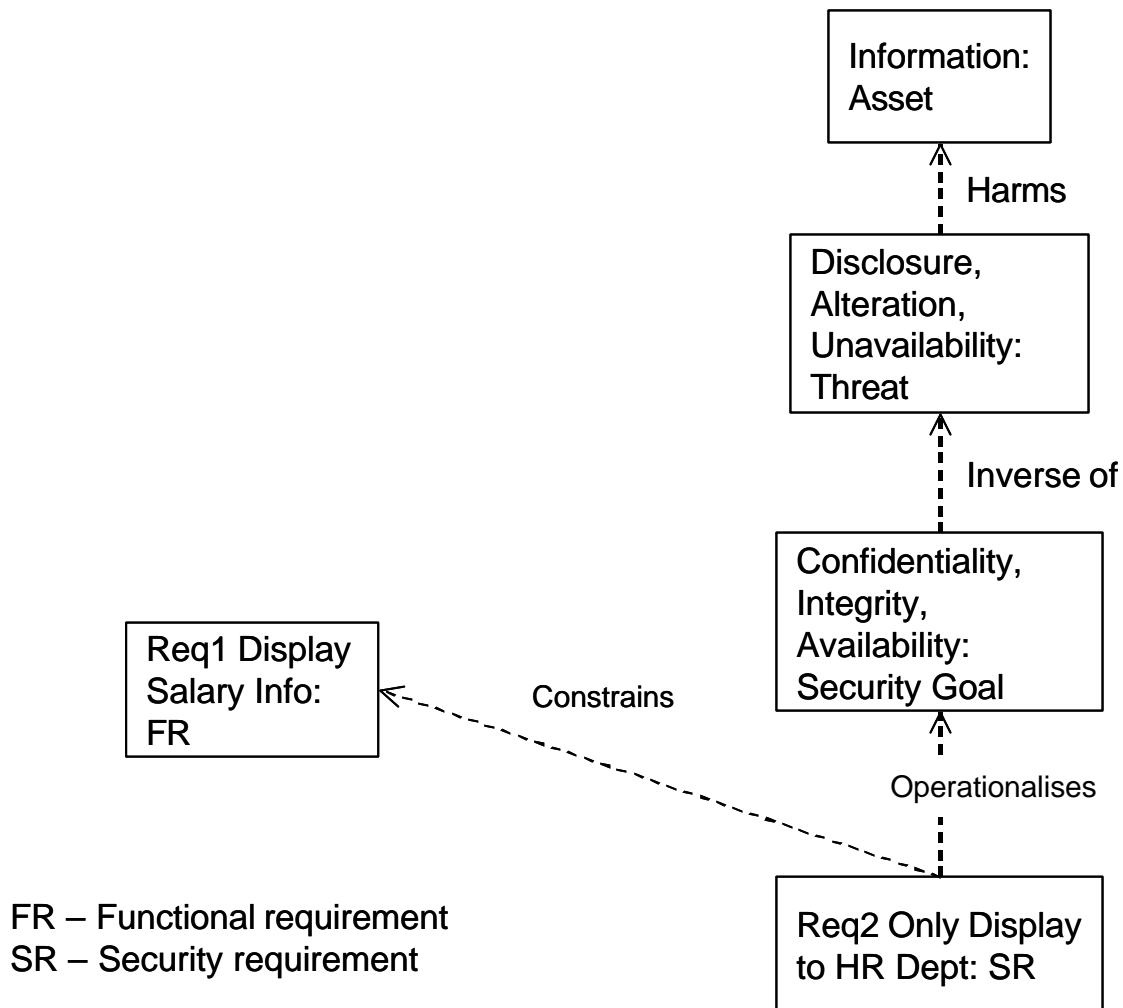 Information:
Asset
Harms
Disclosure,
Alteration,
Unavailability:
Threat
Inverse of
Confidentiality,
Integrity,
Availability:
Security Goal
Req1 Display
Salary Info:
FR
Constrains
Operationalises
Req2 Only Display
to HR Dept: SR
FR – Functional requirement
SR – Security requirement